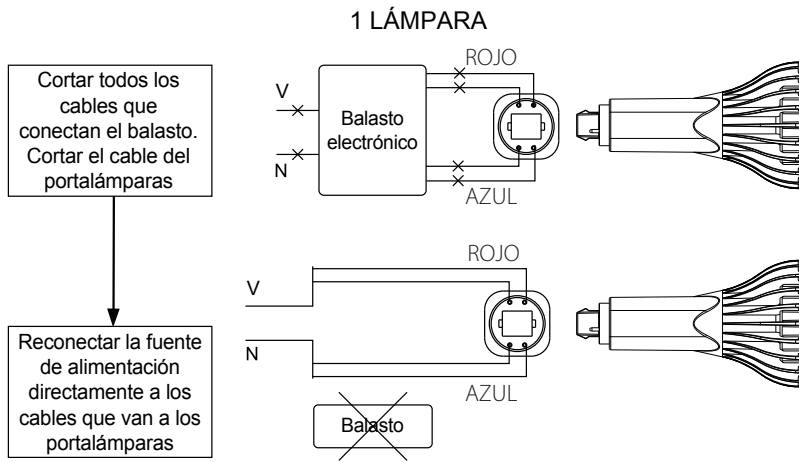 1 LÁMPARA
Cortar todos los
cables que
conectan el balasto.
Cortar el cable del
portalámparas
V
N
Balasto
electrónico
ROJO
AZUL
Reconectar la fuente
de alimentación
directamente a los
cables que van a los
portalámparas
V
N
ROJO
AZUL
Balasto